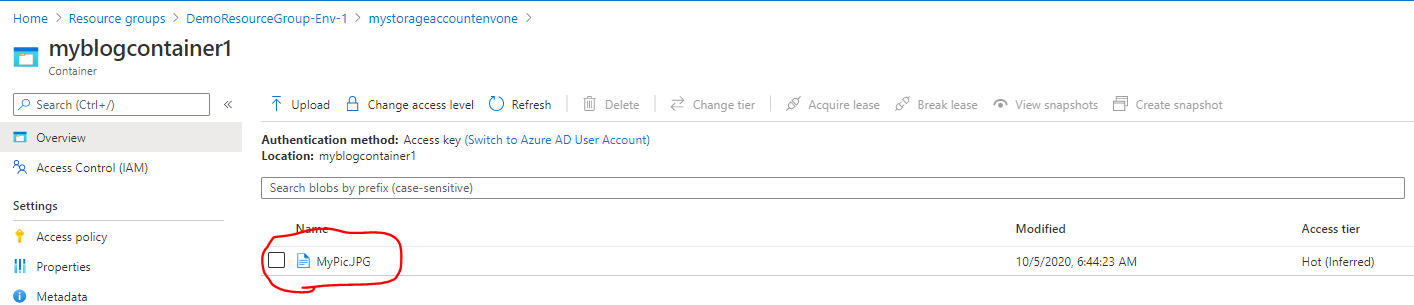 Home > Resource groups > DemoResourceGroup-Env-1 > mystorageaccountenvone >
myblogcontainer1
Container
Search (Ctrl+/) «
Overview
Access Control (IAM)
Settings
Access policy
Properties
Metadata
Upload Change access level Refresh Delete Change tier Acquire lease Break lease View snapshots Create snapshot
Authentication method: Access key (Switch to Azure AD User Account)
Location: myblogcontainer1
Search blobs by prefix (case-sensitive)
Name Modified Access tier
MyPic.JPG 10/5/2020, 6:44:23 AM Hot (Inferred)